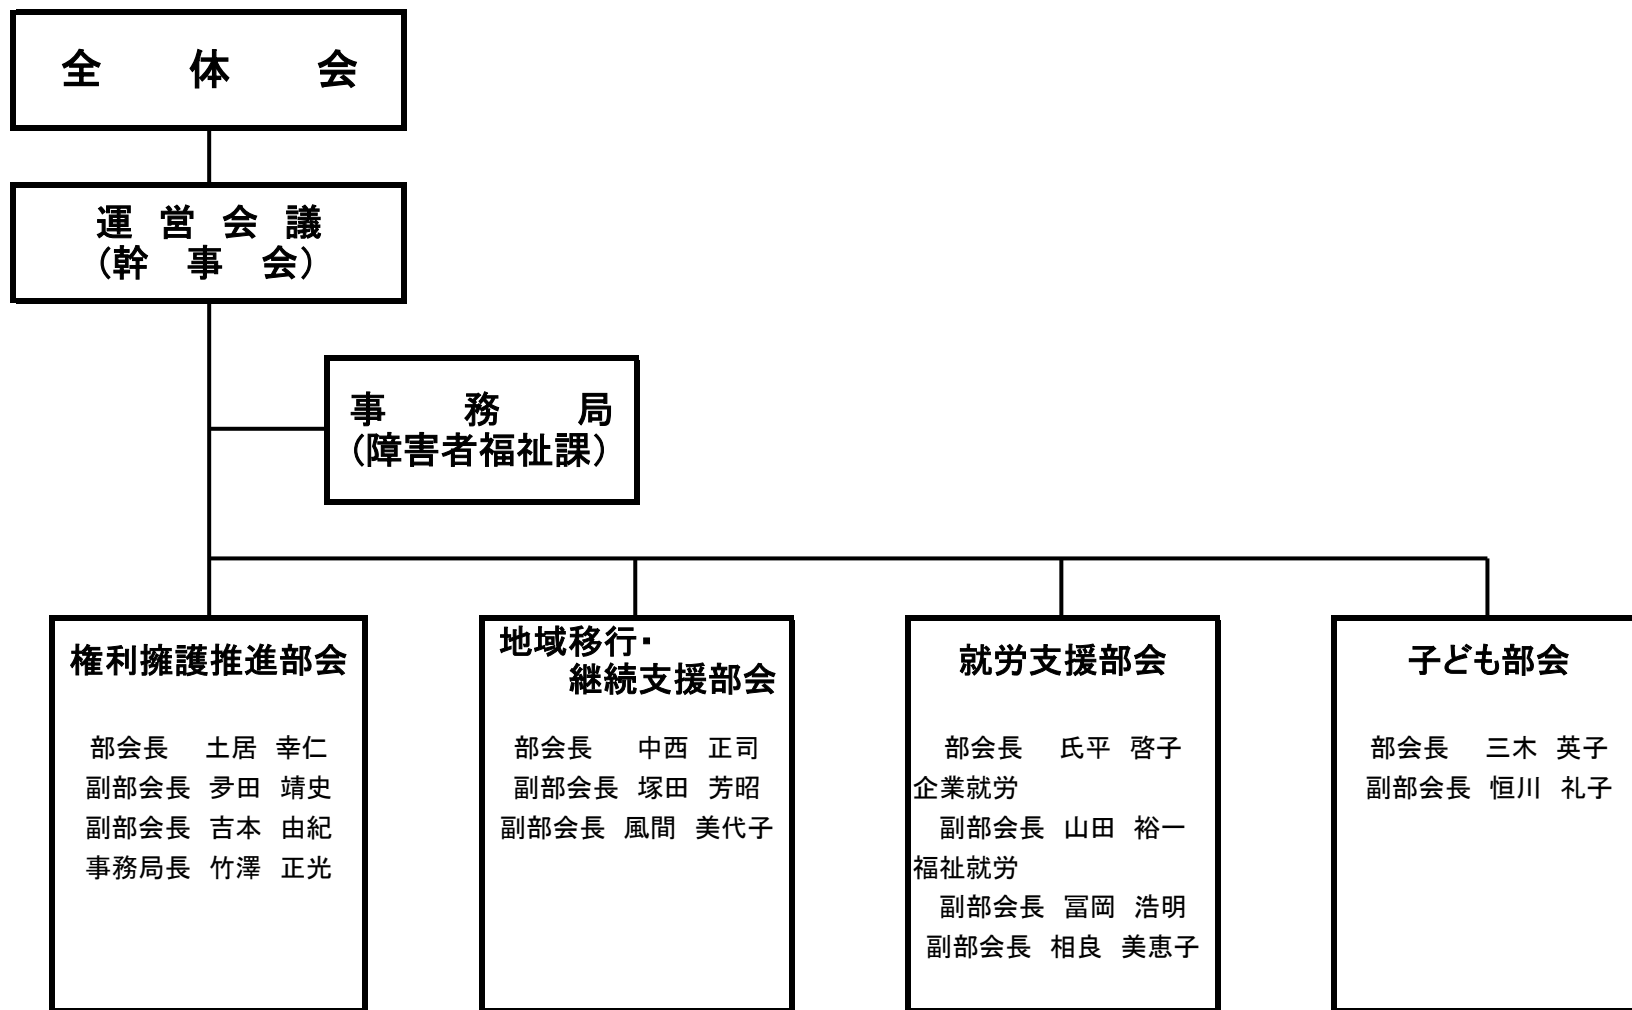 全 体 会
運 営 会 議
（幹 事 会）
事 務 局
（障害者福祉課）
権利擁護推進部会
部会長 土居 幸仁
副部会長 夛田 靖史
副部会長 吉本 由紀
事務局長 竹澤 正光
地域移行・
継続支援部会
部会長 中西 正司
副部会長 塚田 芳昭
副部会長 風間 美代子
就労支援部会
部会長 氏平 啓子
企業就労
副部会長 山田 裕一
福祉就労
副部会長 冨岡 浩明
副部会長 相良 美恵子
子ども部会
部会長 三木 英子
副部会長 恒川 礼子